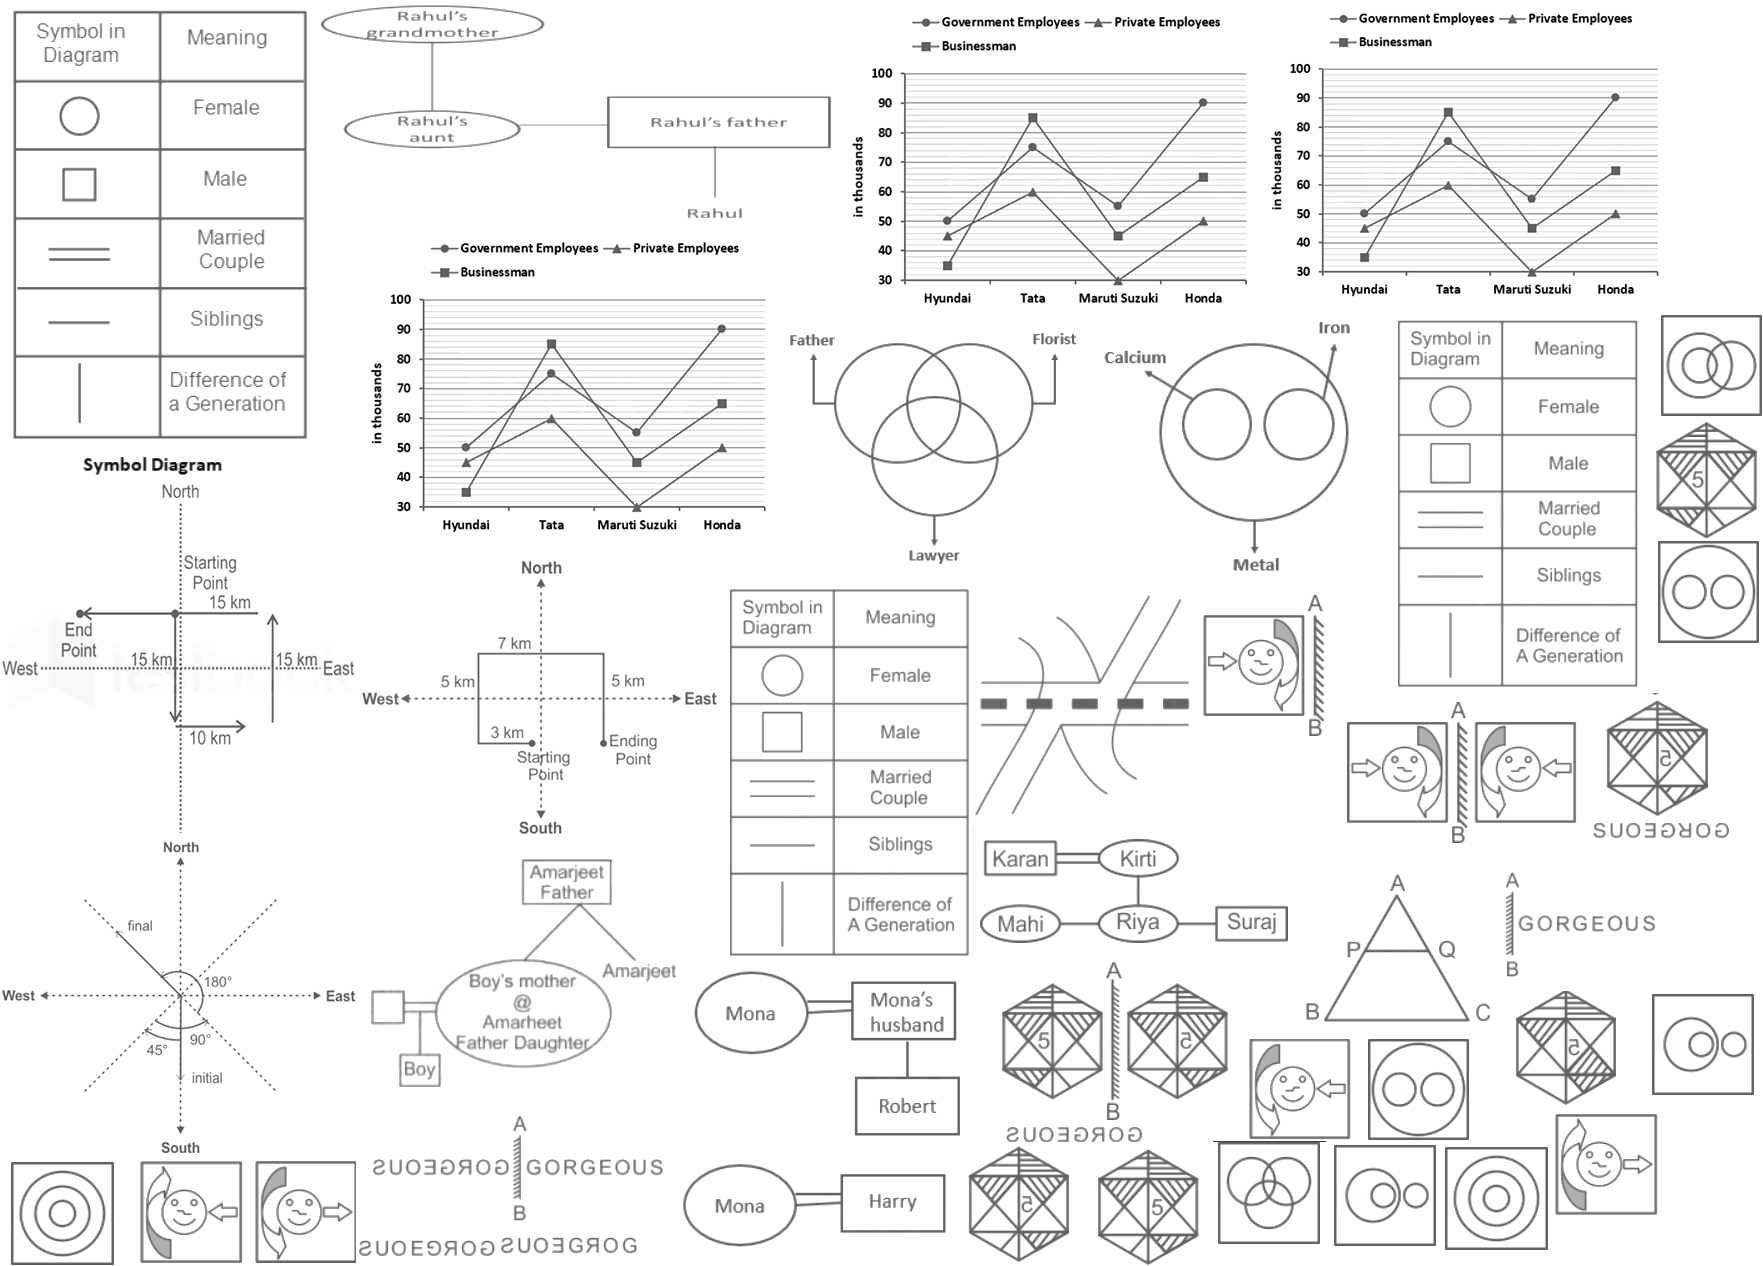 Symbol in
Diagram
Meaning
Female
Male
Married
Couple
Siblings
Difference of
a Generation
Symbol Diagram
Rahul's
grandmother
Rahul's
aunt
Rahul's father
Rahul
Government Employees
Private Employees
Businessman
in thousands
100
90
80
70
60
50
40
30
Hyundai
Tata
Maruti Suzuki
Honda
Government Employees
Private Employees
Businessman
in thousands
100
90
80
70
60
50
40
30
Hyundai
Tata
Maruti Suzuki
Honda
Government Employees
Private Employees
Businessman
in thousands
100
90
80
70
60
50
40
30
Hyundai
Tata
Maruti Suzuki
Honda
Father
Florist
Lawyer
Calcium
Iron
Metal
Symbol in
Diagram
Meaning
Female
Male
Married
Couple
Siblings
Difference of
A Generation
5
North
Starting
Point
15 km
End
Point
West
15 km
15 km
East
10 km
North
7 km
5 km
5 km
West
East
3 km
Starting
Point
Ending
Point
South
Symbol in
Diagram
Meaning
Female
Male
Married
Couple
Siblings
Difference of
A Generation
A
B
A
B
5
GORGEOUS
North
final
180°
West
East
45°
90°
initial
South
Amarjeet
Father
Amarjeet
Boy's mother
@
Amarheet
Father Daughter
Boy
Karan
Kirti
Mahi
Riya
Suraj
Mona
Mona's
husband
Robert
A
P
Q
B
C
A
GORGEOUS
B
A
5
5
B
GORGEOUS
5
A
GORGEOUS
GORGEOUS
B
GORGEOUS
GORGEOUS
Mona
Harry
5
5